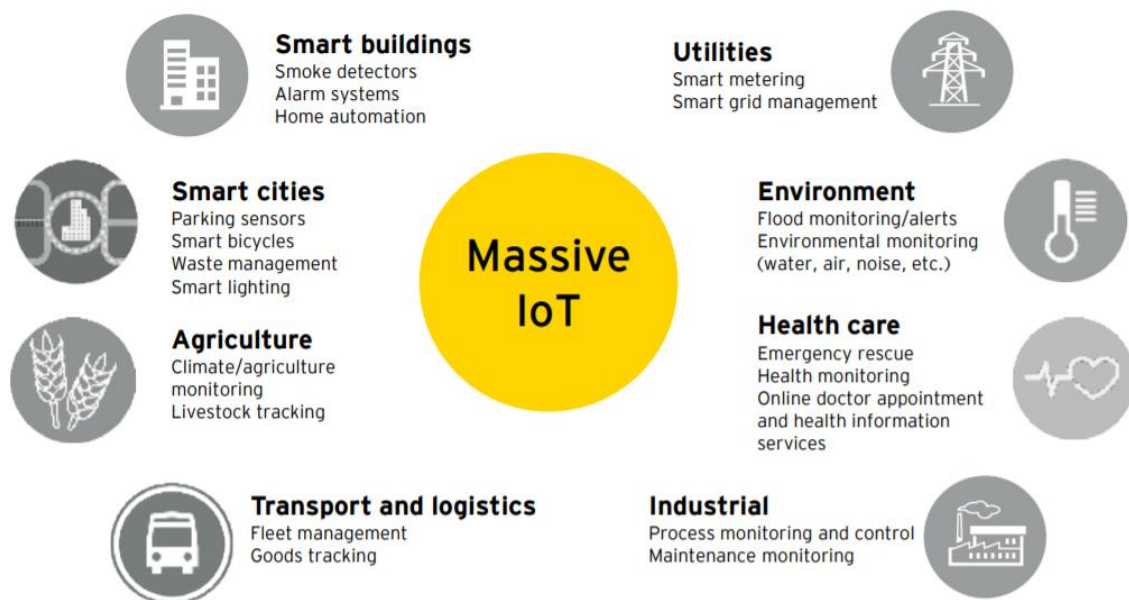 Smart buildings
Smoke detectors
Alarm systems
Home automation
Utilities
Smart metering
Smart grid management
Smart cities
Parking sensors
Smart bicycles
Waste management
Smart lighting
Massive
IoT
Environment
Flood monitoring/alerts
Environmental monitoring
(water, air, noise, etc.)
Agriculture
Climate/agriculture
monitoring
Livestock tracking
Health care
Emergency rescue
Health monitoring
Online doctor appointment
and health information
services
Transport and logistics
Fleet management
Goods tracking
Industrial
Process monitoring and control
Maintenance monitoring